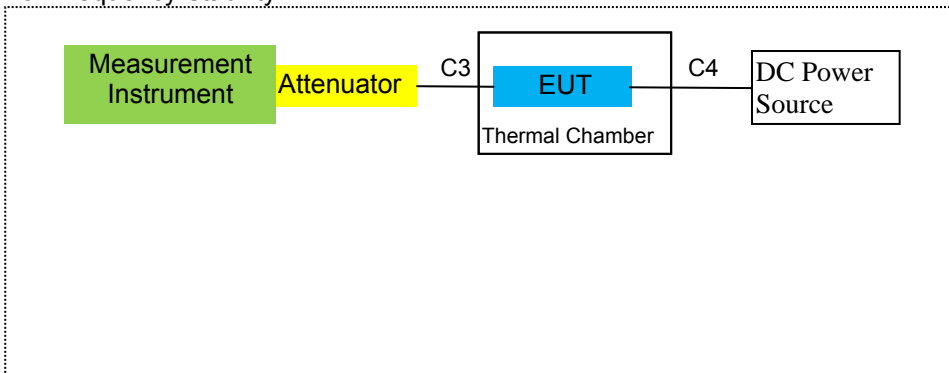 Measurement
Instrument
Attenuator
C3
EUT
Thermal Chamber
C4
DC Power
Source